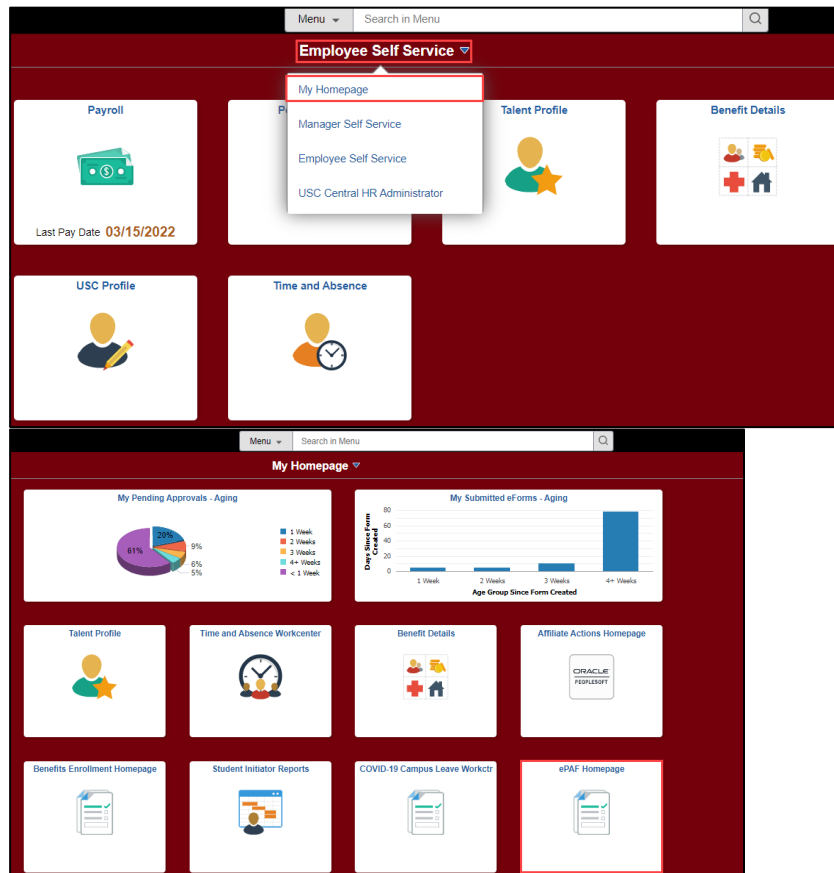 Menu Search in Menu
Employee Self Service
My Homepage
Manager Self Service
Employee Self Service
USC Central HR Administrator
Payroll
Talent Profile
Benefit Details
Last Pay Date 03/15/2022
USC Profile
Time and Absence
Menu Search in Menu
My Homepage
My Pending Approvals - Aging
20%
9%
6%
5%
61%
1 Week
2 Weeks
3 Weeks
4+ Weeks
< 1 Week
My Submitted eForms - Aging
Days Since Form Created
80
60
40
20
0
1 Week 2 Weeks 3 Weeks 4+ Weeks
Age Group Since Form Created
Talent Profile
Time and Absence Workcenter
Benefit Details
Affiliate Actions Homepage
ORACLE
PEOPLESOFT
Benefits Enrollment Homepage
Student Initiator Reports
COVID-19 Campus Leave Workctr
ePAF Homepage